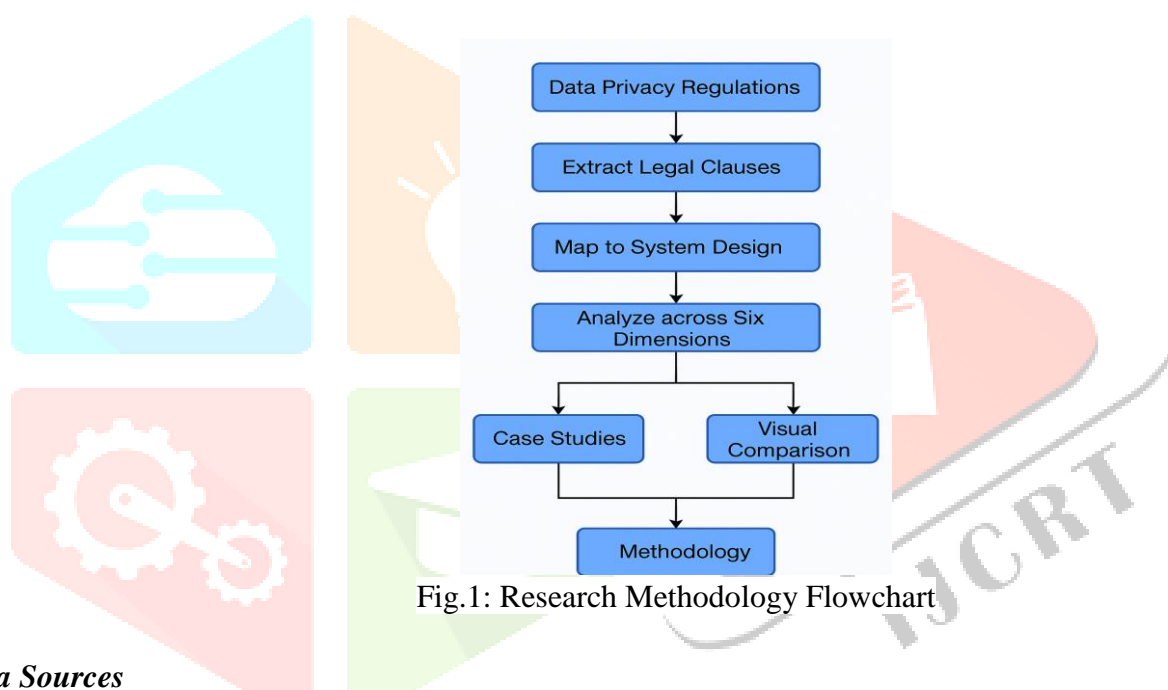 Data Privacy Regulations
Extract Legal Clauses
Map to System Design
Analyze across Six
Dimensions
Case Studies
Visual
Comparison
Methodology
IJCRT
Fig.1: Research Methodology Flowchart
a Sources